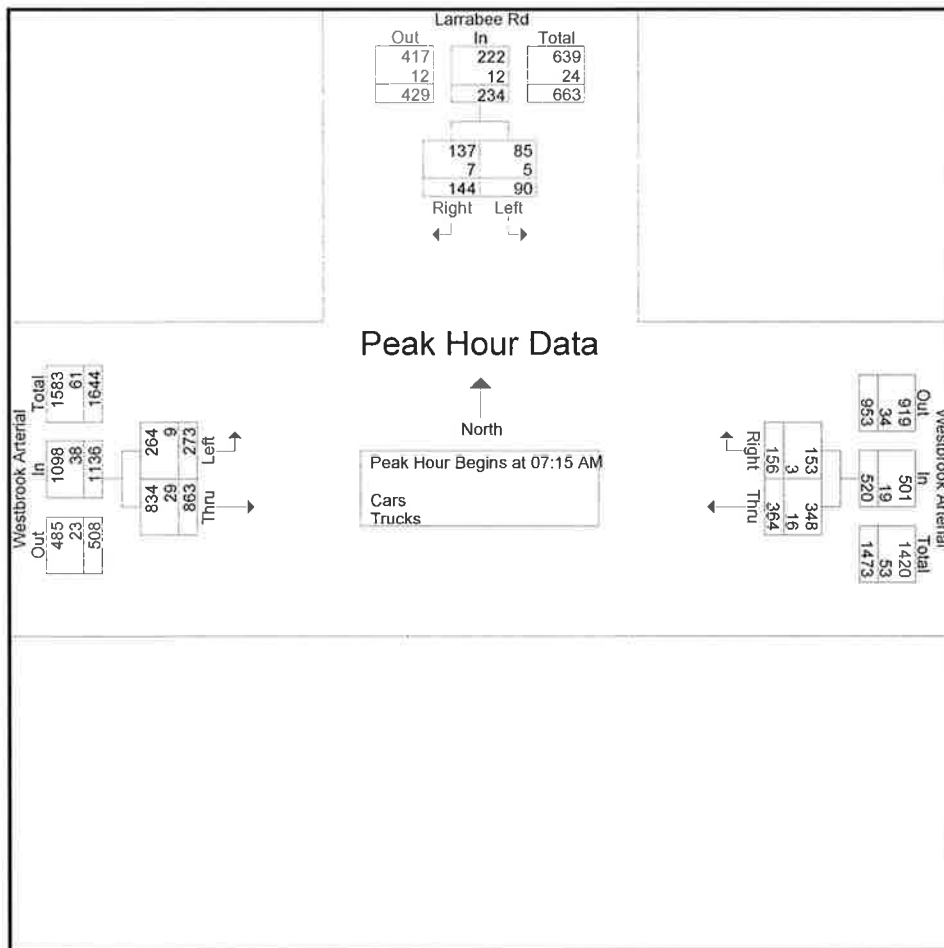 Larrabee Rd
Out In Total
417 222 639
12 12 24
429 234 663
137 85
7 5
144 90
Right Left
Peak Hour Data
North
Peak Hour Begins at 07:15 AM
Cars
Trucks
Westbrook Arterial
Total In Out
1583 1098 485
61 38 23
1644 1136 508
264 834
9 29
273 863
Left Thru
Westbrook Arterial
Out In Total
919 501 1420
34 19 53
953 520 1473
153 348
3 16
156 364
Right Thru